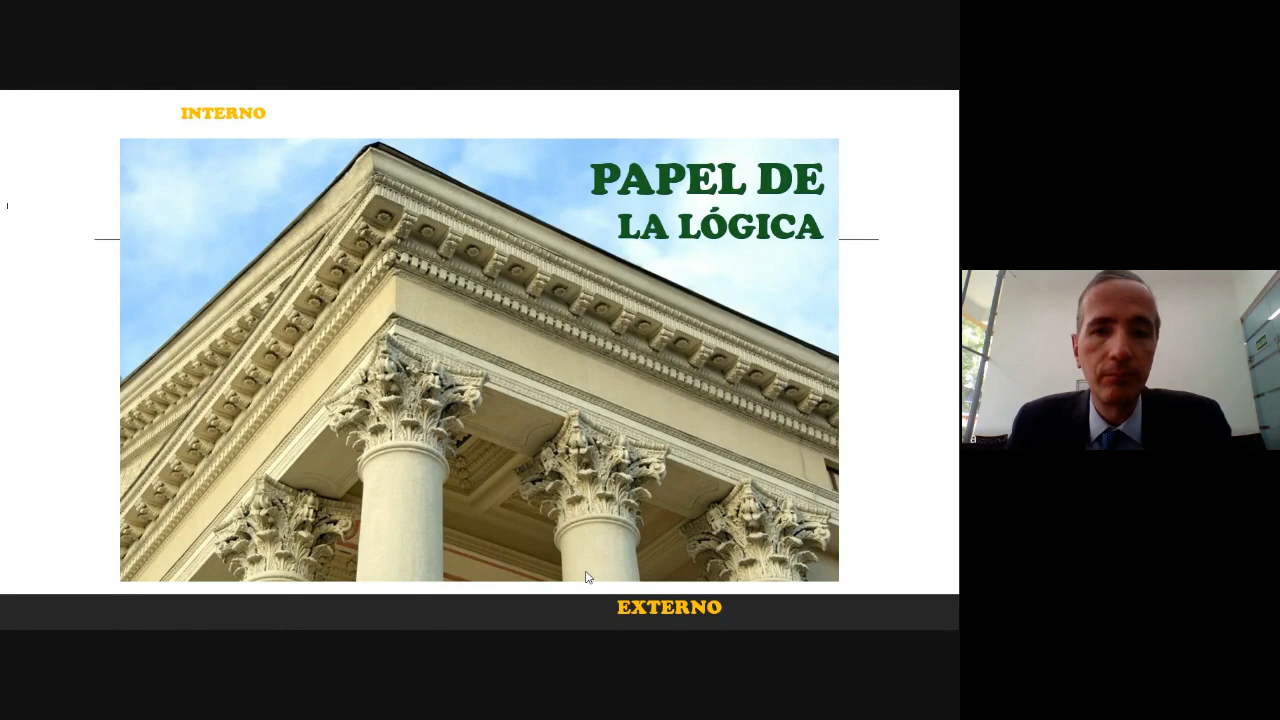 INTERNO
PAPEL DE
LA LÓGICA
EXTERNO
a